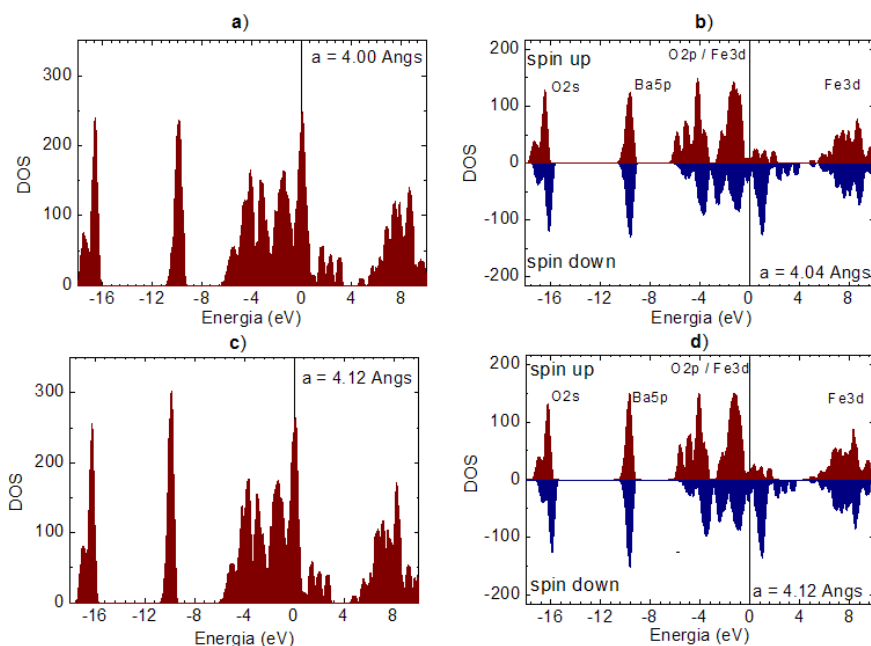 a)
a = 4.00 Angs
DOS
300
200
100
0
-16 -12 -8 -4 0 4 8
Energia (eV)
b)
spin up
O2p / Fe3d
O2s
Ba5p
Fe3d
DOS
200
150
100
50
0
-50
-100
-150
-200
spin down
a = 4.04 Angs
-16 -12 -8 -4 0 4 8
Energia (eV)
c)
a = 4.12 Angs
DOS
300
200
100
0
-16 -12 -8 -4 0 4 8
Energia (eV)
d)
spin up
O2p / Fe3d
O2s
Ba5p
Fe3d
DOS
200
100
0
-100
-200
spin down
a = 4.12 Angs
-16 -12 -8 -4 0 4 8
Energia (eV)